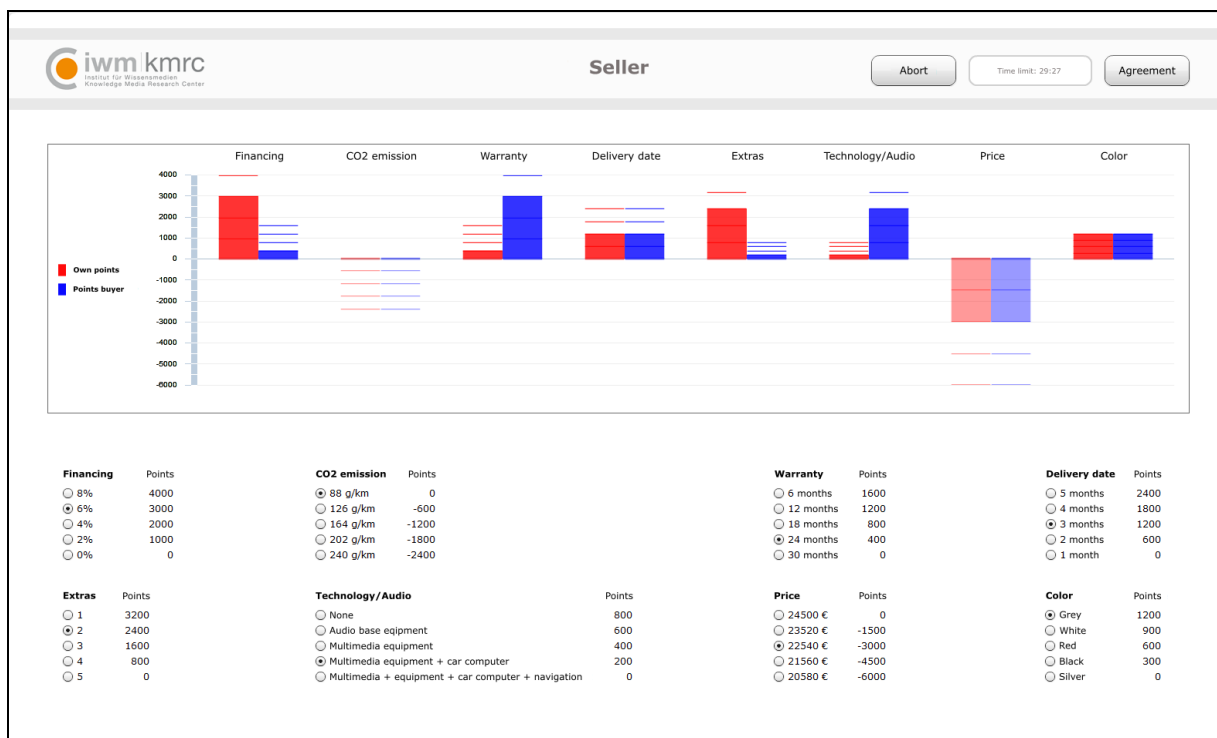 iwm kmrc
Institut für Wissensmedien
Knowledge Media Research Center
Seller
Abort
Time limit: 29:27
Agreement
Financing CO2 emission Warranty Delivery date Extras Technology/Audio Price Color
4000
3000
2000
1000
0
-1000
-2000
-3000
-4000
-5000
-6000
Own points
Points buyer
Financing Points
8% 4000
6% 3000
4% 2000
2% 1000
0% 0
CO2 emission Points
88 g/km 0
126 g/km -600
164 g/km -1200
202 g/km -1800
240 g/km -2400
Warranty Points
6 months 1600
12 months 1200
18 months 800
24 months 400
30 months 0
Delivery date Points
5 months 2400
4 months 1800
3 months 1200
2 months 600
1 month 0
Extras Points
1 3200
2 2400
3 1600
4 800
5 0
Technology/Audio Points
None 800
Audio base eqipment 600
Multimedia equipment 400
Multimedia equipment + car computer 200
Multimedia + equipment + car computer + navigation 0
Price Points
24500 € 0
23520 € -1500
22540 € -3000
21560 € -4500
20580 € -6000
Color Points
Grey 1200
White 900
Red 600
Black 300
Silver 0